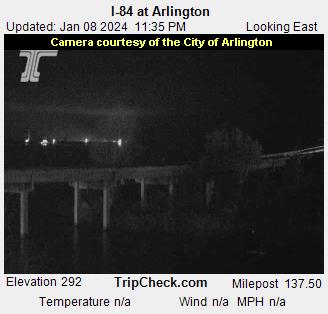 I-84 at Arlington
Updated: Jan 08 2024 11:35 PM Looking East
Camera courtesy of the City of Arlington
Elevation 292 TripCheck.com Milepost 137.50
Temperature n/a Wind n/a MPH n/a